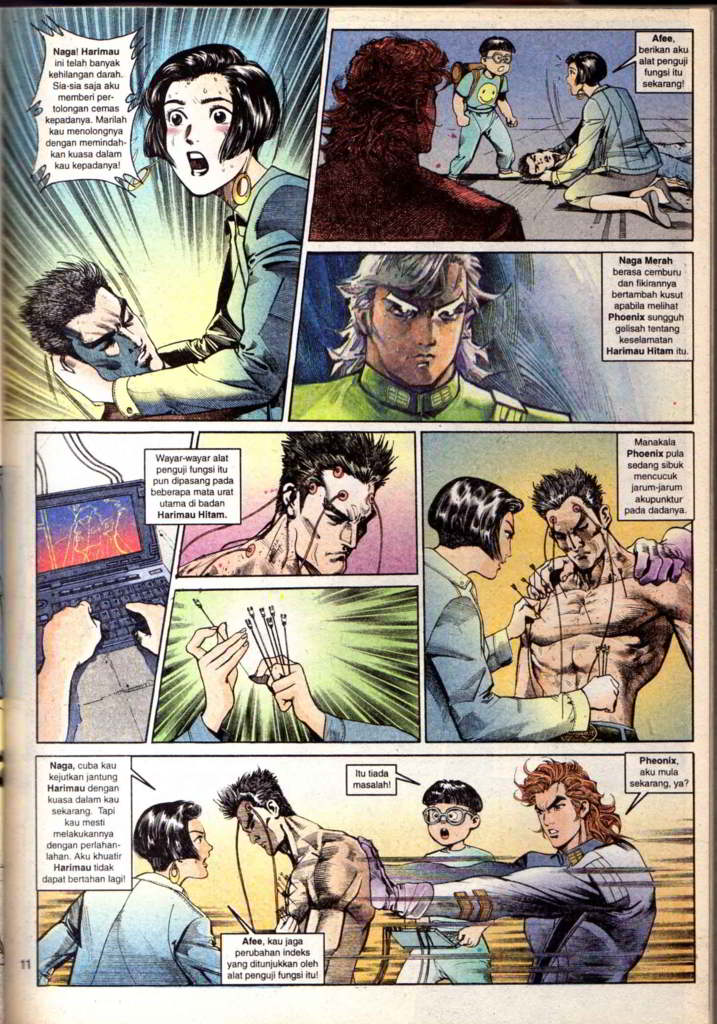 Naga! Harimau
ini telah banyak
kehilangan darah.
Sia-sia saja aku
memberi per-
tolongan cemas
kepadanya. Marilah
kau menolongnya
dengan memindah-
kan kuasa dalam
kau kepadanya!
Afee,
berikan aku
alat penguji
fungsi itu
sekarang!
Naga Merah
berasa cemburu
dan fikirannya
bertambah kusut
apabila melihat
Phoenix sungguh
gelisah tentang
keselamatan
Harimau Hitam itu.
Wayar-wayar alat
penguji fungsi itu
pun dipasang pada
beberapa mata urat
utama di badan
Harimau Hitam.
Manakala
Phoenix pula
sedang sibuk
mencucuk
jarum-jarum
akupunktur
pada dadanya.
Naga, cuba kau
kejutkan jantung
Harimau dengan
kuasa dalam kau
sekarang. Tapi
kau mesti
melakukannya
dengan perlahan-
lahan. Aku khuatir
Harimau tidak
dapat bertahan lagi!
Itu tiada
masalah!
Pheonix,
aku mula
sekarang, ya?
Afee, kau jaga
perubahan indeks
yang ditunjukkan oleh
alat penguji fungsi itu!
11